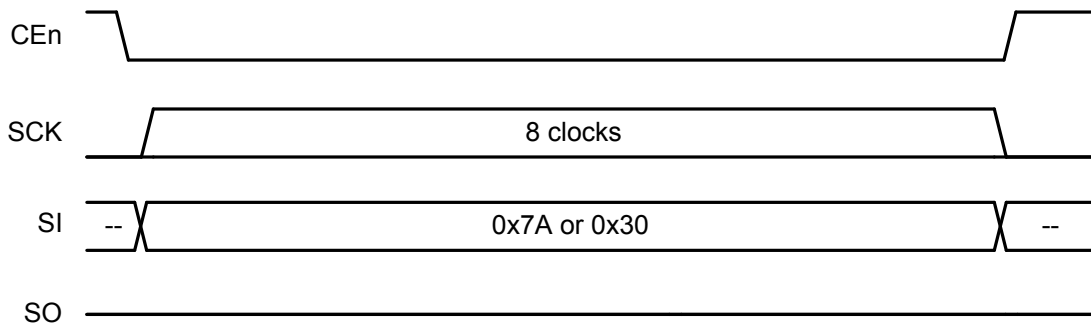 CEn
SCK
8 clocks
SI
--
0x7A or 0x30
--
SO